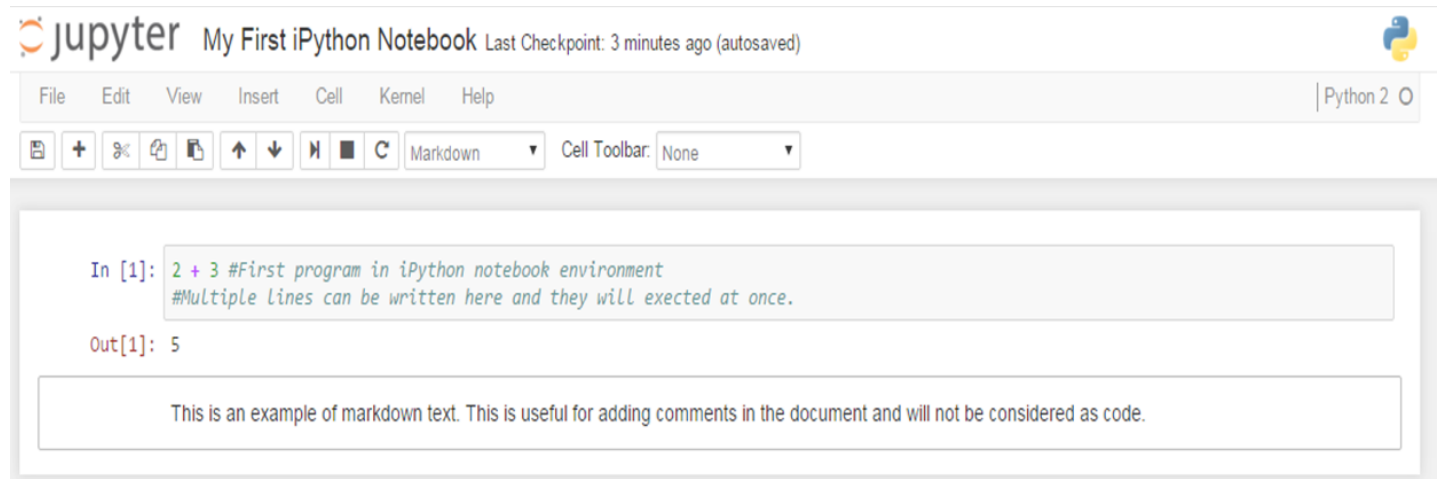 jupyter My First iPython Notebook Last Checkpoint: 3 minutes ago (autosaved)
File Edit View Insert Cell Kernel Help Python 2
Markdown Cell Toolbar: None
In [1]: 2 + 3 #First program in iPython notebook environment
#Multiple lines can be written here and they will exected at once.
Out[1]: 5
This is an example of markdown text. This is useful for adding comments in the document and will not be considered as code.